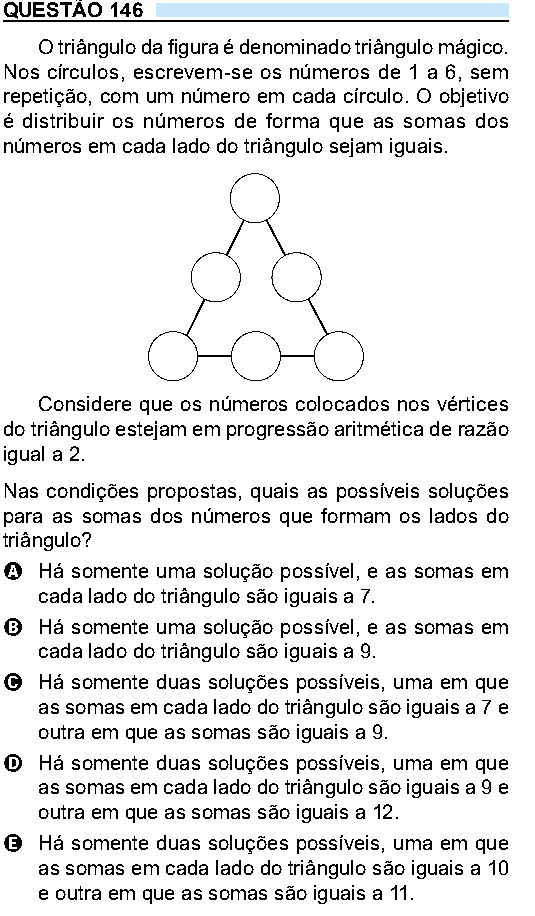 QUESTÃO 146
O triângulo da figura é denominado triângulo mágico.
Nos círculos, escrevem-se os números de 1 a 6, sem
repetição, com um número em cada círculo. O objetivo
é distribuir os números de forma que as somas dos
números em cada lado do triângulo sejam iguais.
Considere que os números colocados nos vértices
do triângulo estejam em progressão aritmética de razão
igual a 2.
Nas condições propostas, quais as possíveis soluções
para as somas dos números que formam os lados do
triângulo?
A Há somente uma solução possível, e as somas em
cada lado do triângulo são iguais a 7.
B Há somente uma solução possível, e as somas em
cada lado do triângulo são iguais a 9.
C Há somente duas soluções possíveis, uma em que
as somas em cada lado do triângulo são iguais a 7 e
outra em que as somas são iguais a 9.
D Há somente duas soluções possíveis, uma em que
as somas em cada lado do triângulo são iguais a 9 e
outra em que as somas são iguais a 12.
E Há somente duas soluções possíveis, uma em que
as somas em cada lado do triângulo são iguais a 10
e outra em que as somas são iguais a 11.